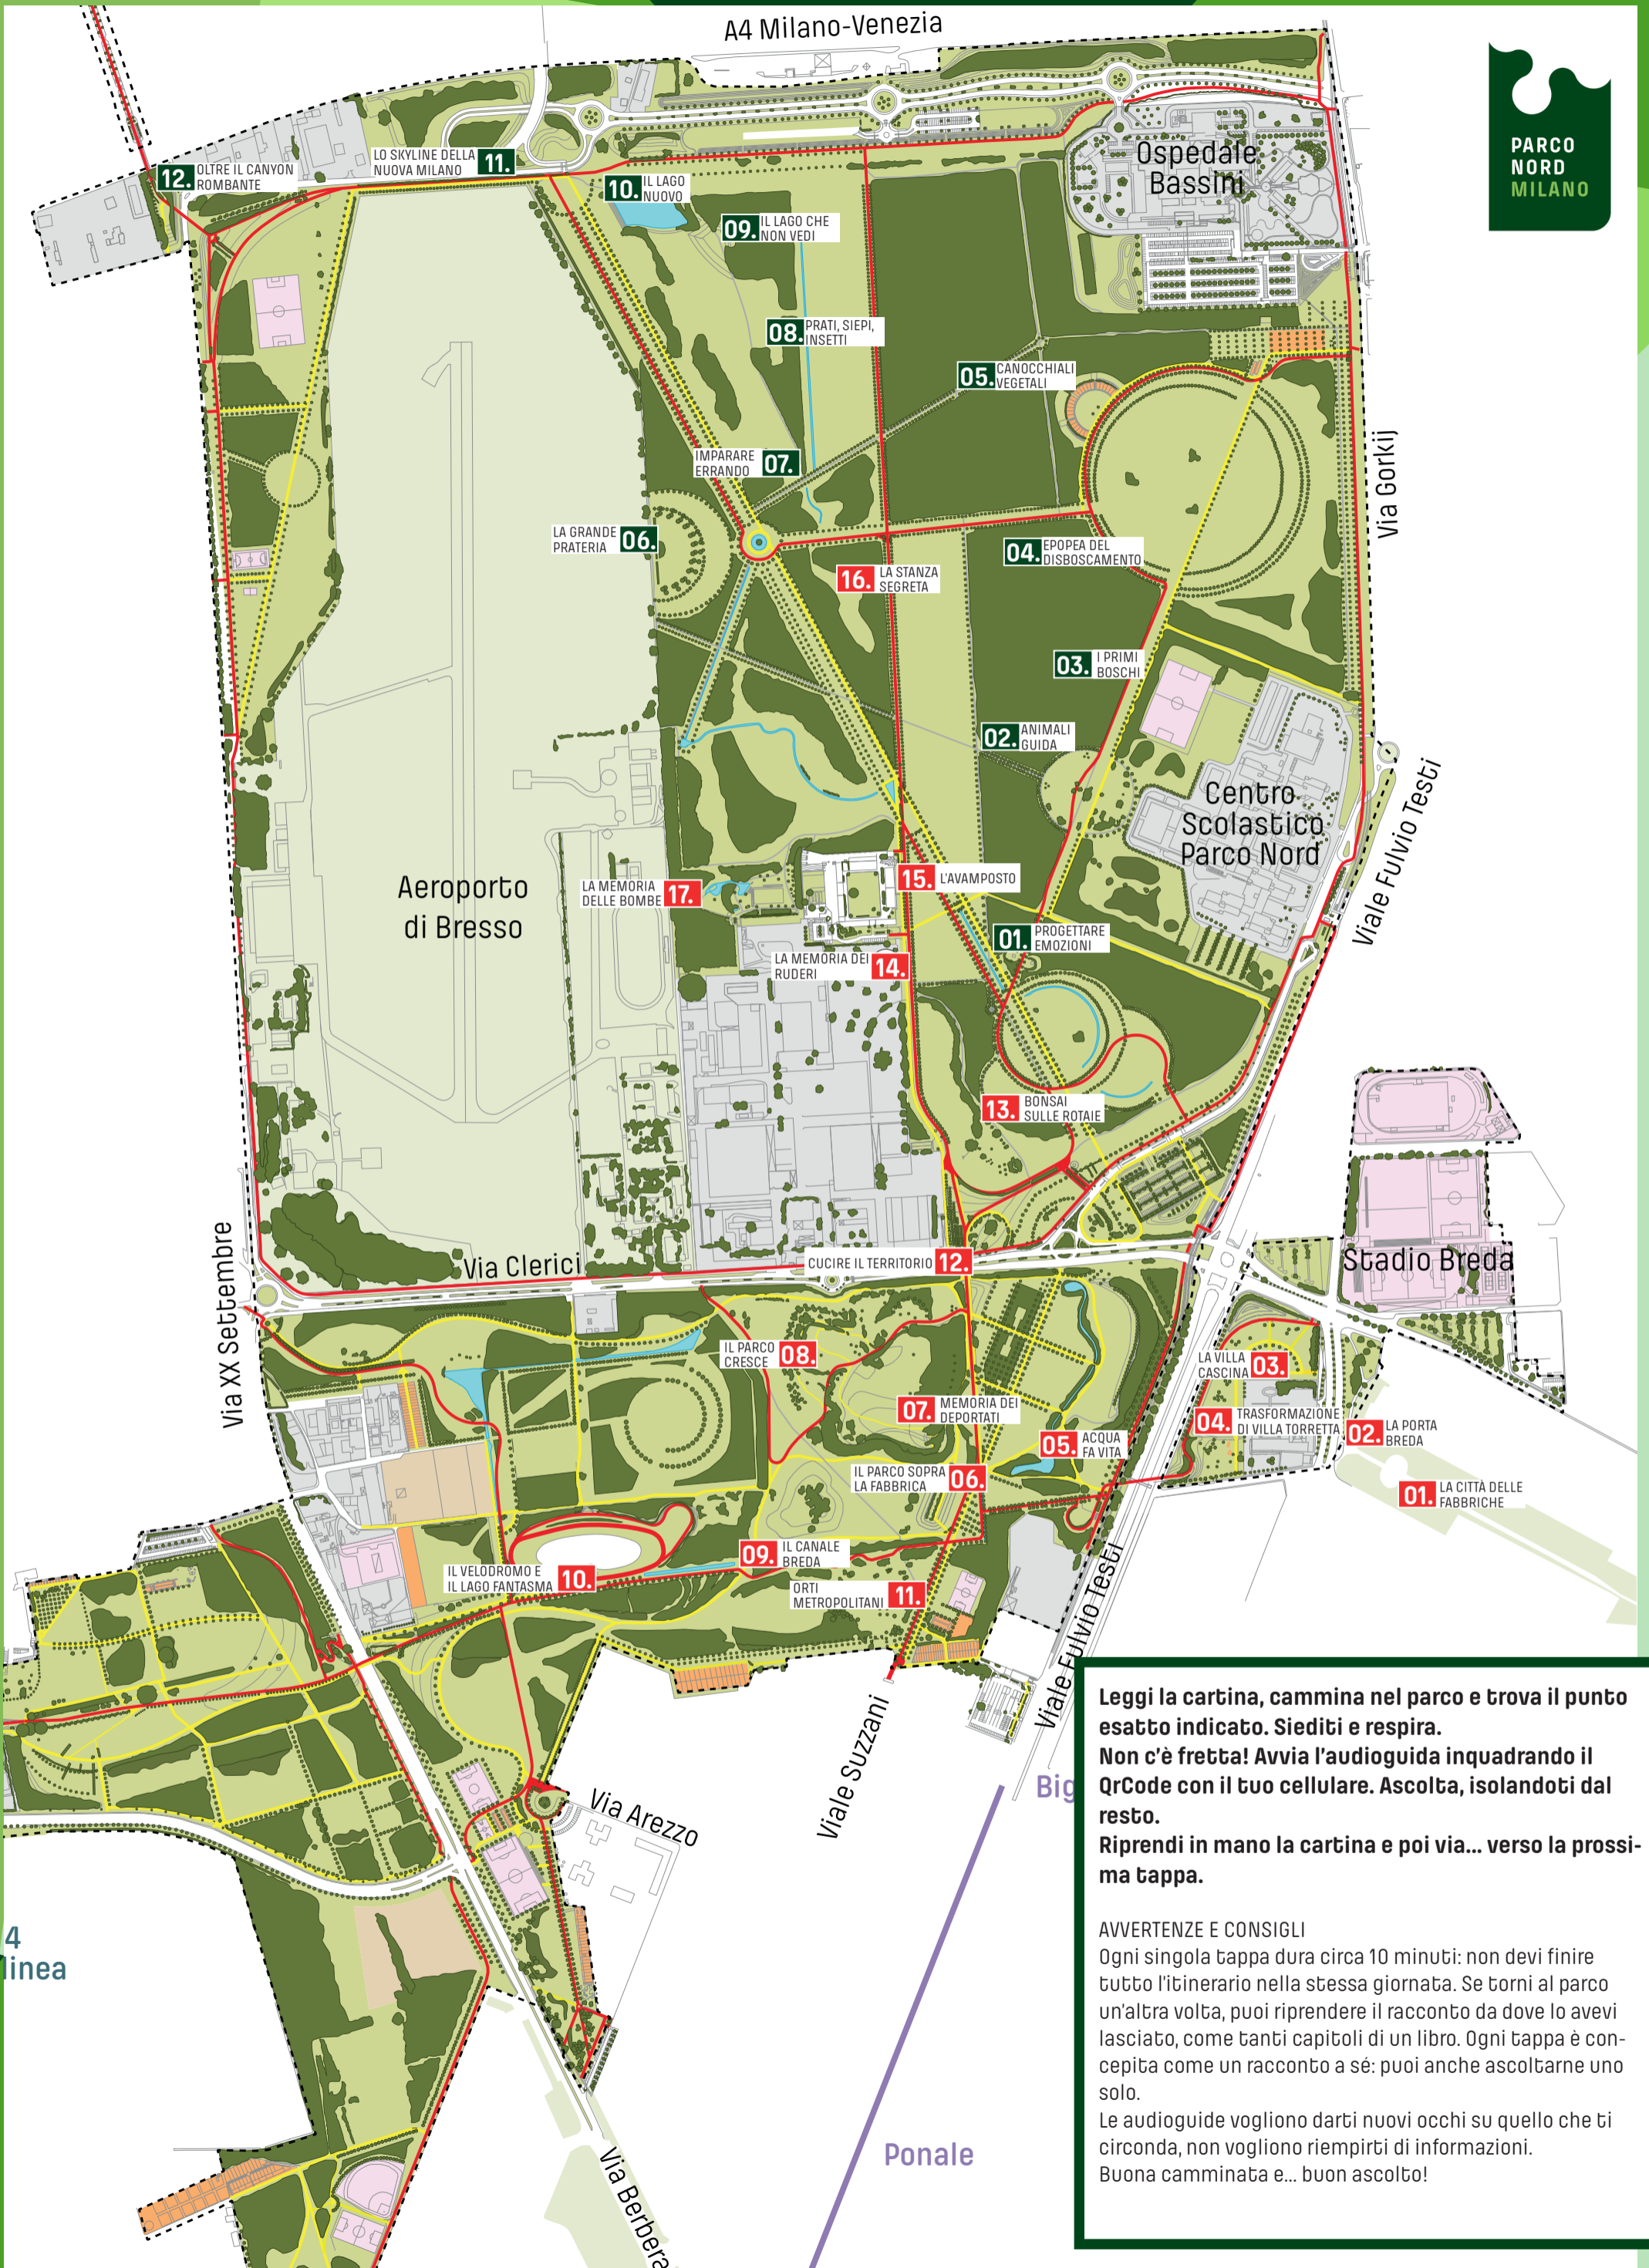 A4 Milano-Venezia
PARCO
NORD
MILANO
Ospedale
Bassini
12. OLTRE IL CANYON
ROMBANTE
LO SKYLINE DELLA
NUOVA MILANO 11.
10. IL LAGO
NUOVO
09. IL LAGO CHE
NON VEDI
08. PRATI, SIEPI,
INSETTI
05. CANOCCHIALI
VEGETALI
IMPARARE
ERRANDO 07.
Via Gorkij
LA GRANDE
PRATERIA 06.
04. EPOPEA DEL
DISBOSCAMENTO
16. LA STANZA
SEGRETA
03. I PRIMI
BOSCHI
02. ANIMALI
GUIDA
Centro
Scolastico
Parco Nord
Viale Fulvio Testi
Aeroporto
di Bresso
LA MEMORIA
DELLE BOMBE 17.
15. L'AVAMPOSTO
01. PROGETTARE
EMOZIONI
LA MEMORIA DEI
RUDERI 14.
13. BONSAI
SULLE ROTAIE
Via XX Settembre
Via Clerici
CUCIRE IL TERRITORIO 12.
Stadio Breda
IL PARCO
CRESCE 08.
LA VILLA
CASCINA 03.
07. MEMORIA DEI
DEPORTATI
04. TRASFORMAZIONE
DI VILLA TORRETTA
02. LA PORTA
BREDA
05. ACQUA
FA VITA
IL PARCO SOPRA
LA FABBRICA 06.
01. LA CITTÀ DELLE
FABBRICHE
09. IL CANALE
BREDA
IL VELODROMO E
IL LAGO FANTASMA 10.
ORTI
METROPOLITANI 11.
Viale Fulvio Testi
Viale Suzzani
Via Arezzo
Big
4
linea
Ponale
Via Berbera
Leggi la cartina, cammina nel parco e trova il punto
esatto indicato. Siediti e respira.
Non c'è fretta! Avvia l'audioguida inquadrando il
QrCode con il tuo cellulare. Ascolta, isolandoti dal
resto.
Riprendi in mano la cartina e poi via... verso la prossi-
ma tappa.
AVVERTENZE E CONSIGLI
Ogni singola tappa dura circa 10 minuti: non devi finire
tutto l'itinerario nella stessa giornata. Se torni al parco
un'altra volta, puoi riprendere il racconto da dove lo avevi
lasciato, come tanti capitoli di un libro. Ogni tappa è con-
cepita come un racconto a sé: puoi anche ascoltarne uno
solo.
Le audioguide vogliono darti nuovi occhi su quello che ti
circonda, non vogliono riempirti di informazioni.
Buona camminata e... buon ascolto!